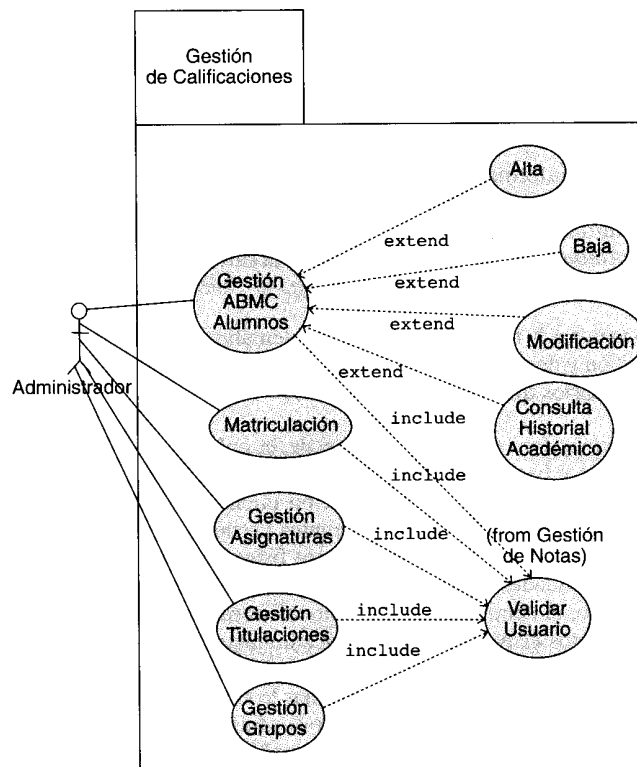 Gestión
de Calificaciones
Alta
extend
Baja
Gestión
ABMC
Alumnos
extend
extend
Modificación
Administrador
extend
Consulta
Historial
Académico
include
Matriculación
include
Gestión
Asignaturas
include
(from Gestión
de Notas)
Gestión
Titulaciones
include
Validar
Usuario
include
Gestión
Grupos